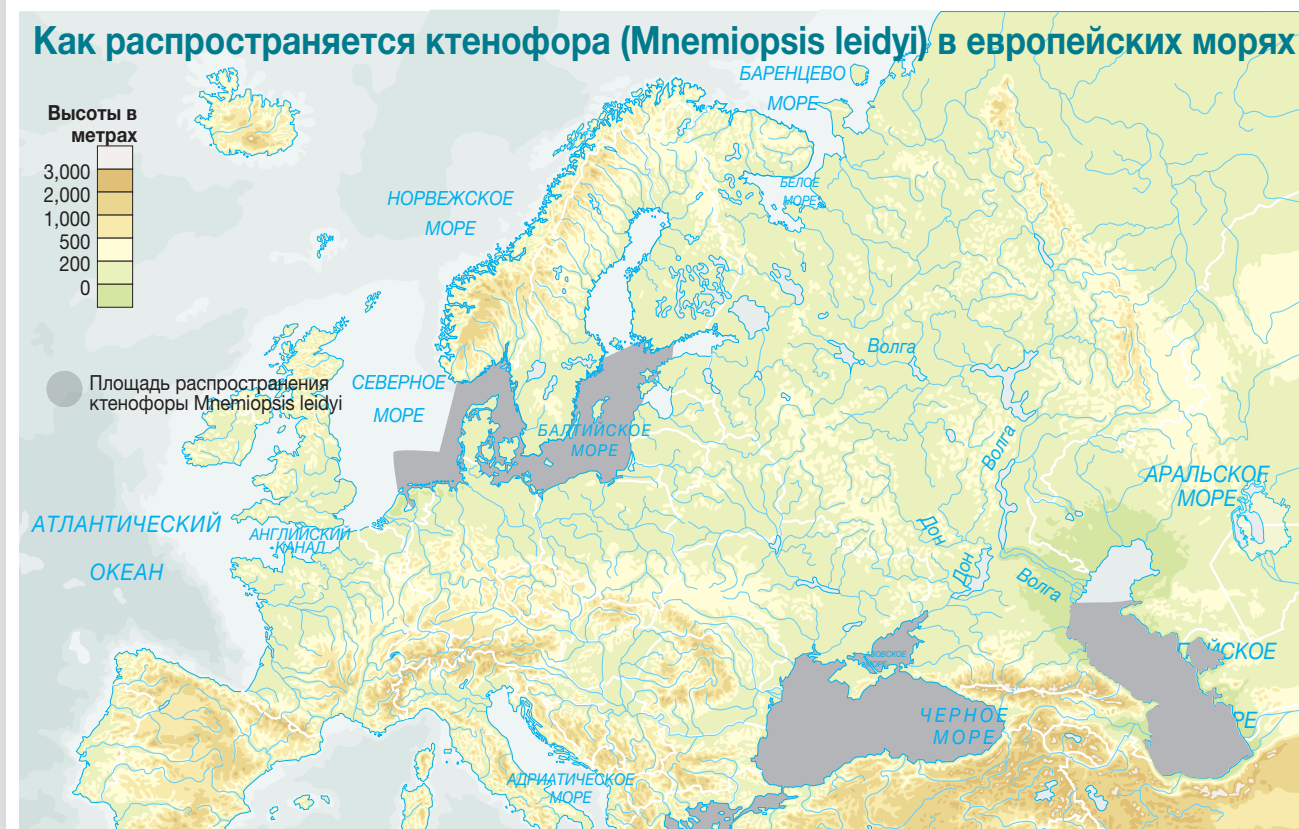 Как распространяется ктенофора (Mnemiopsis leidyi) в европейских морях
БАРЕНЦЕВО
МОРЕ
Высоты в
метрах
3,000
2,000
1,000
500
200
0
НОРВЕЖСКОЕ
МОРЕ
БЕЛОЕ
МОРЕ
Волга
Площадь распространения
ктенофоры Mnemiopsis leidyi
СЕВЕРНОЕ
МОРЕ
БАЛТИЙСКОЕ
МОРЕ
Волга
АРАЛЬСКОЕ
МОРЕ
АТЛАНТИЧЕСКИЙ
ОКЕАН
АНГЛИЙСКИЙ
КАНАЛ
Дон
Дон
Волга
АЗОВСКОЕ
МОРЕ
ЧЕРНОЕ
МОРЕ
АДРИАТИЧЕСКОЕ
МОРЕ